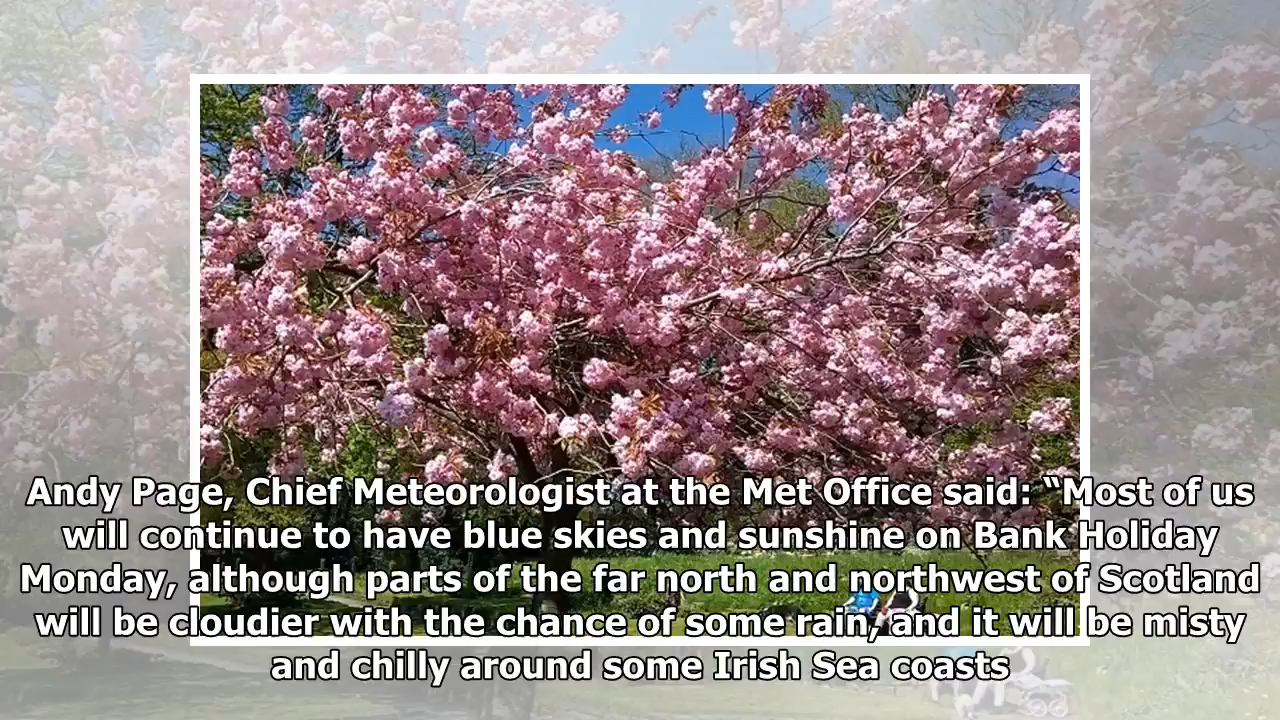 Andy Page, Chief Meteorologist at the Met Office said: “Most of us
will continue to have blue skies and sunshine on Bank Holiday
Monday, although parts of the far north and northwest of Scotland
will be cloudier with the chance of some rain, and it will be misty
and chilly around some Irish Sea coasts